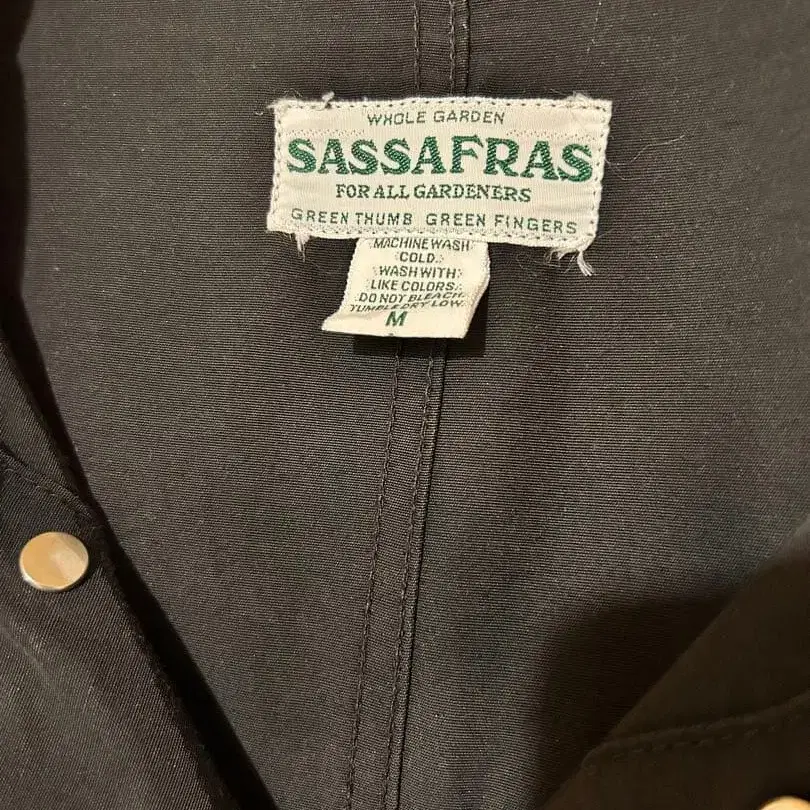 WHOLE GARDEN
SASSAFRAS
FOR ALL GARDENERS
GREEN THUMB GREEN FINGERS
MACHINE WASH
COLD.
WASH WITH
LIKE COLORS.
DO NOT BLEACH.
TUMBLE DRY LOW.
M